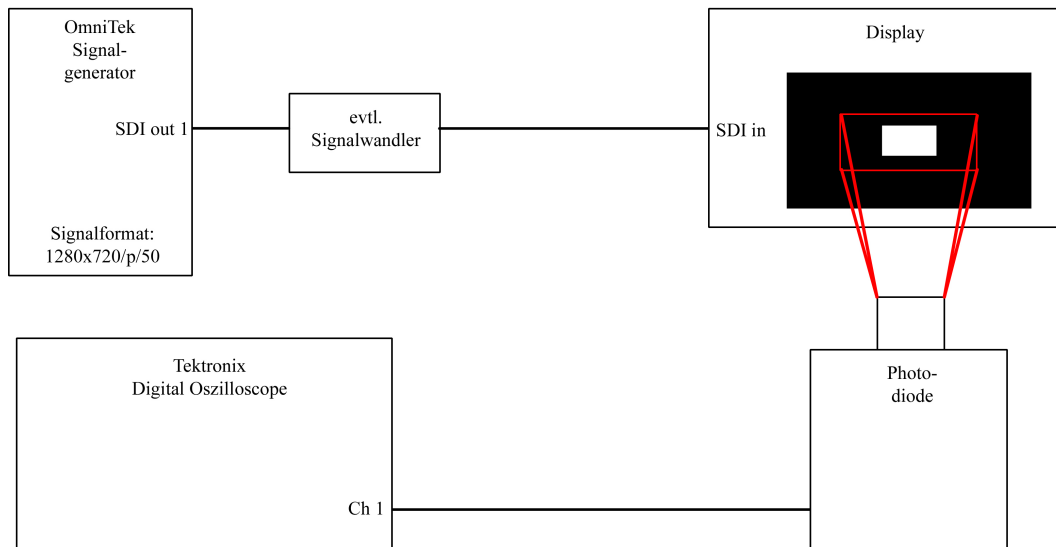 OmniTek
Signal-
generator
SDI out 1
Signalformat:
1280x720/p/50
evtl.
Signalwandler
Display
SDI in
Tektronix
Digital Oszilloscope
Ch 1
Photo-
diode